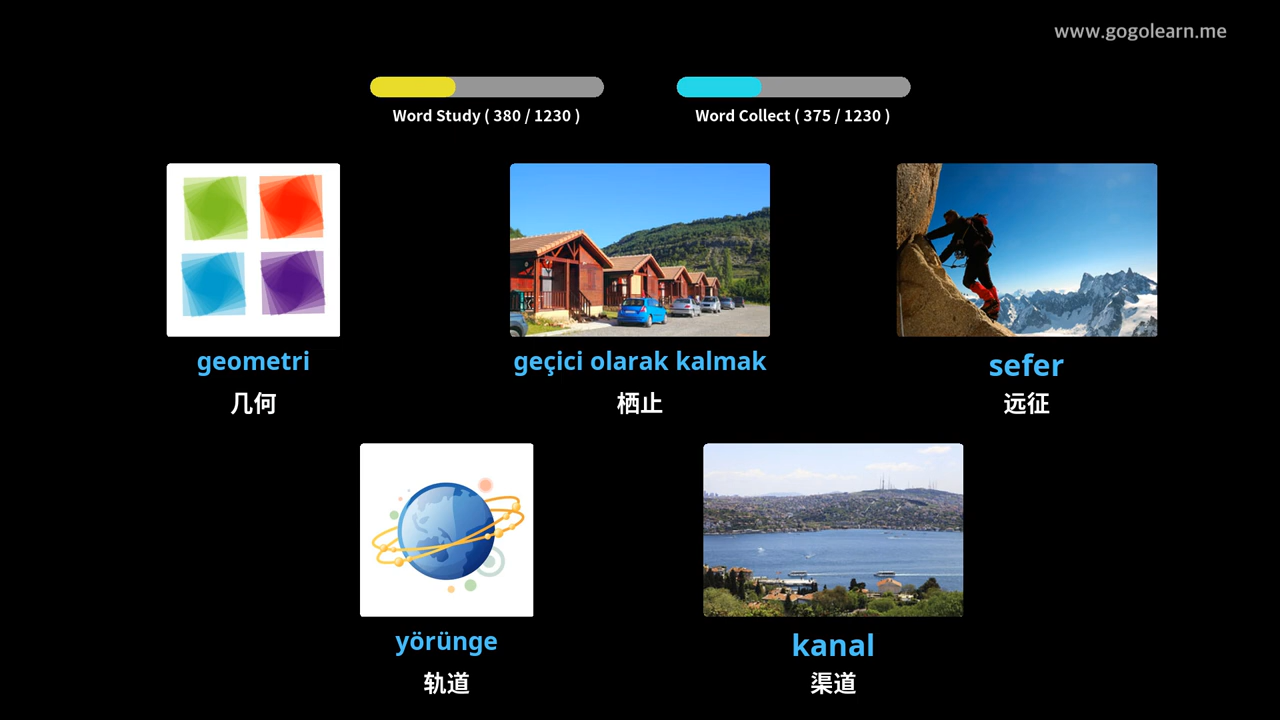 www.gogolearn.me
Word Study ( 380 / 1230 )
Word Collect ( 375 / 1230 )
geometri
几何
geçici olarak kalmak
栖止
sefer
远征
yörünge
轨道
kanal
渠道